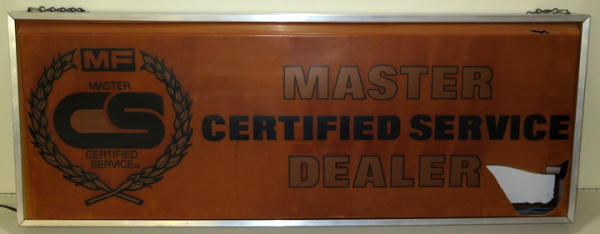 MF
MASTER
CS
CERTIFIED
SERVICE
MASTER
CERTIFIED SERVICE
DEALER